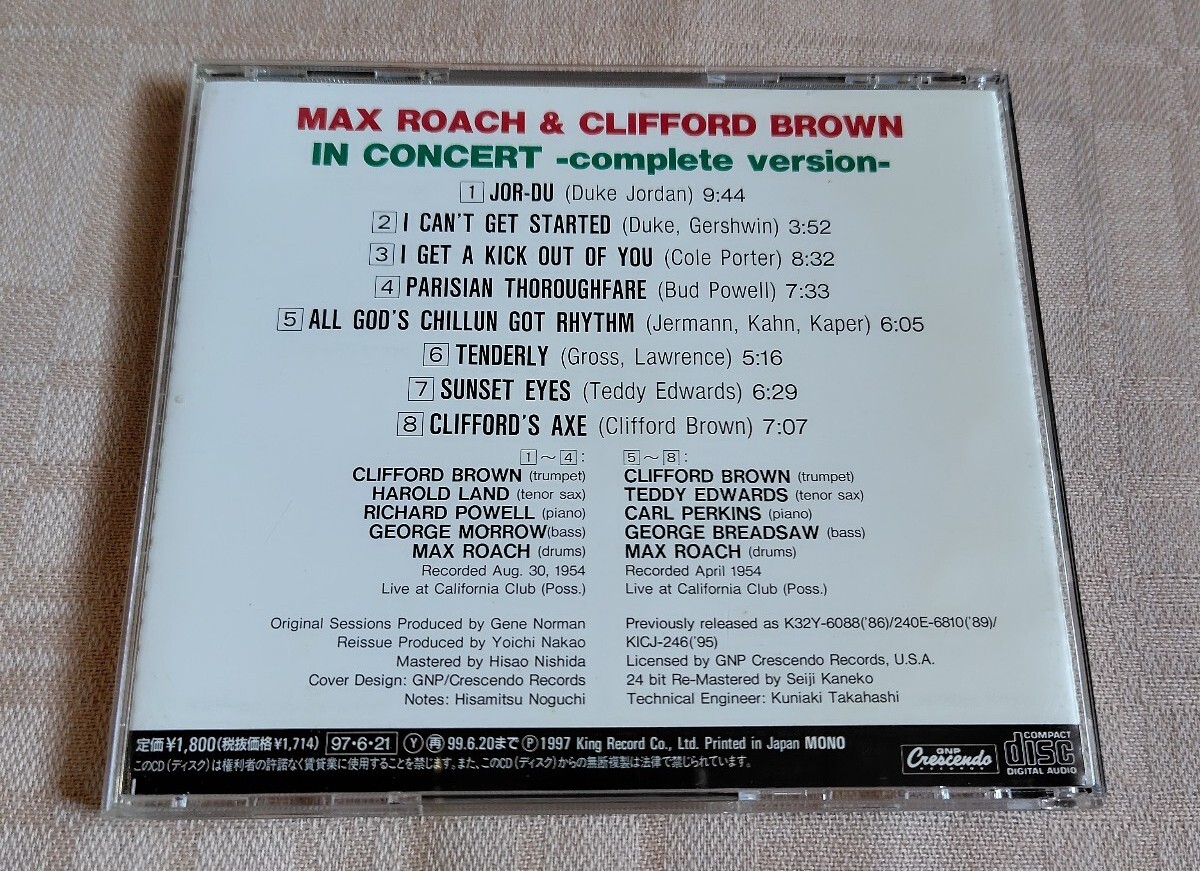 MAX ROACH & CLIFFORD BROWN
IN CONCERT -complete version-
1 JOR-DU (Duke Jordan) 9:44
2 I CAN'T GET STARTED (Duke, Gershwin) 3:52
3 I GET A KICK OUT OF YOU (Cole Porter) 8:32
4 PARISIAN THOROUGHFARE (Bud Powell) 7:33
5 ALL GOD'S CHILLUN GOT RHYTHM (Jermann, Kahn, Kaper) 6:05
6 TENDERLY (Gross, Lawrence) 5:16
7 SUNSET EYES (Teddy Edwards) 6:29
8 CLIFFORD'S AXE (Clifford Brown) 7:07
1~4:
CLIFFORD BROWN (trumpet)
HAROLD LAND (tenor sax)
RICHARD POWELL (piano)
GEORGE MORROW(bass)
MAX ROACH (drums)
Recorded Aug. 30, 1954
Live at California Club (Poss.)
5~8:
CLIFFORD BROWN (trumpet)
TEDDY EDWARDS (tenor sax)
CARL PERKINS (piano)
GEORGE BREADSAW (bass)
MAX ROACH (drums)
Recorded April 1954
Live at California Club (Poss.)
Original Sessions Produced by Gene Norman
Reissue Produced by Yoichi Nakao
Mastered by Hisao Nishida
Cover Design: GNP/Crescendo Records
Notes: Hisamitsu Noguchi
Previously released as K32Y-6088('86)/240E-6810('89)/
KICJ-246('95)
Licensed by GNP Crescendo Records, U.S.A.
24 bit Re-Mastered by Seiji Kaneko
Technical Engineer: Kuniaki Takahashi
定価¥1,800(税抜価格¥1,714) 97・6・21 Ⓨ 再 99.6.20まで Ⓟ 1997 King Record Co., Ltd. Printed in Japan MONO
このCD(ディスク)は権利者の許諾なく賃貸業に使用することを禁じます。また、このCD(ディスク)からの無断複製は法律で禁じられています。
GNP
Crescendo
RECORDS
COMPACT
disc
DIGITAL AUDIO